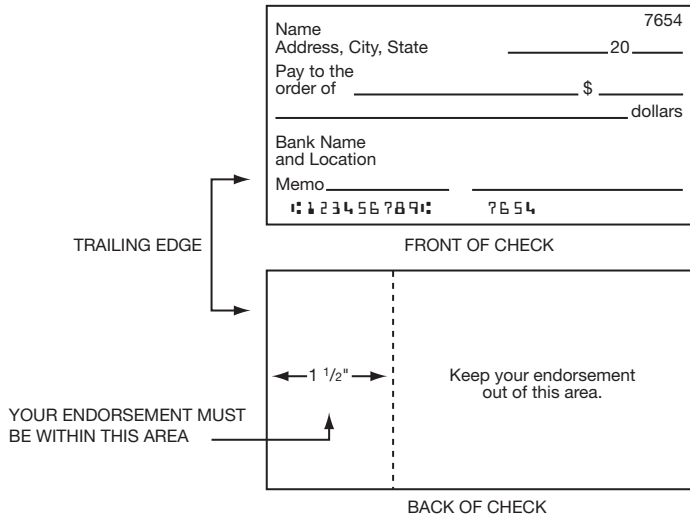 Name 7654
Address, City, State 20
Pay to the
order of $
dollars
Bank Name
and Location
Memo
⑆123456789⑆ 7654
TRAILING EDGE
FRONT OF CHECK
1 1/2"
Keep your endorsement
out of this area.
YOUR ENDORSEMENT MUST
BE WITHIN THIS AREA
BACK OF CHECK